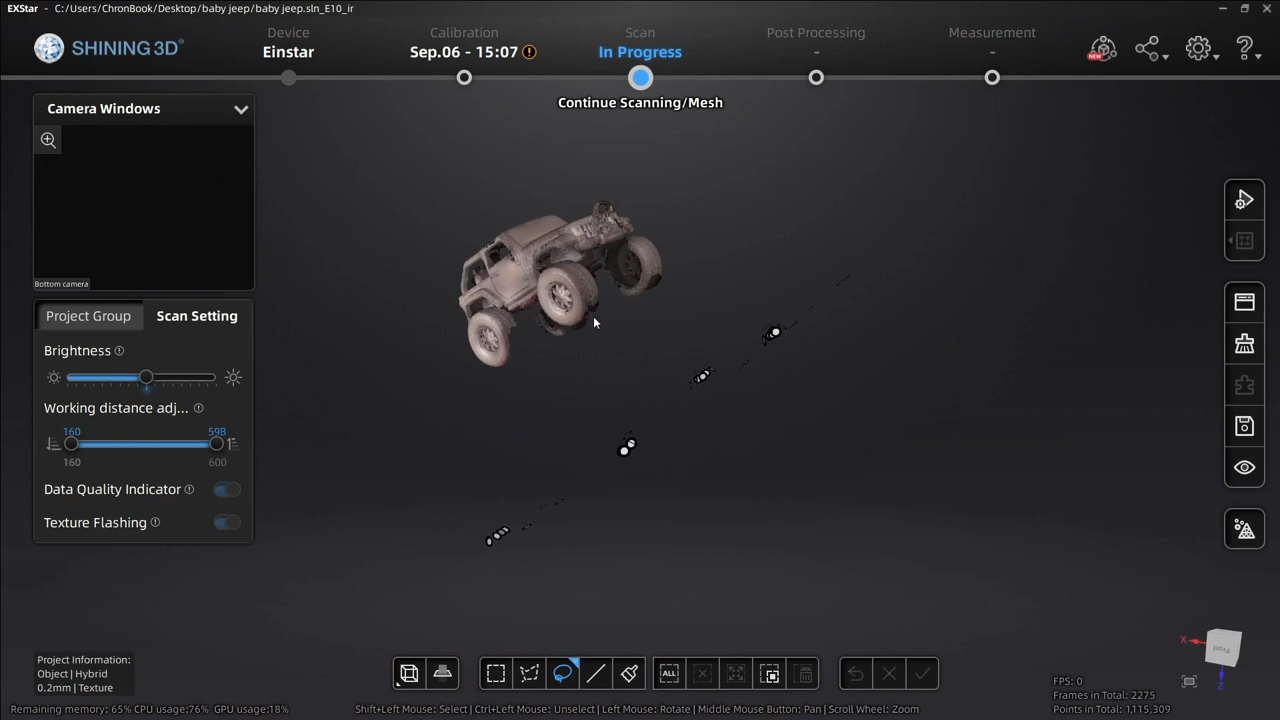 EXStar - C:/Users/ChronBook/Desktop/baby jeep/baby jeep.sln_E10_ir
SHINING 3D®
Device
Einstar
Calibration
Sep.06 - 15:07
Scan
In Progress
Post Processing
-
Measurement
-
NEW
Continue Scanning/Mesh
Camera Windows
Bottom camera
Project Group
Scan Setting
Brightness
Working distance adj...
160 598
160 600
Data Quality Indicator
Texture Flashing
Project Information:
Object | Hybrid
0.2mm | Texture
ALL
X
Front
Z
FPS: 0
Frames in Total: 2275
Points in Total: 1,115,309
Remaining memory: 65% CPU usage:76% GPU usage:18%
Shift+Left Mouse: Select | Ctrl+Left Mouse: Unselect | Left Mouse: Rotate | Middle Mouse Button: Pan | Scroll Wheel: Zoom